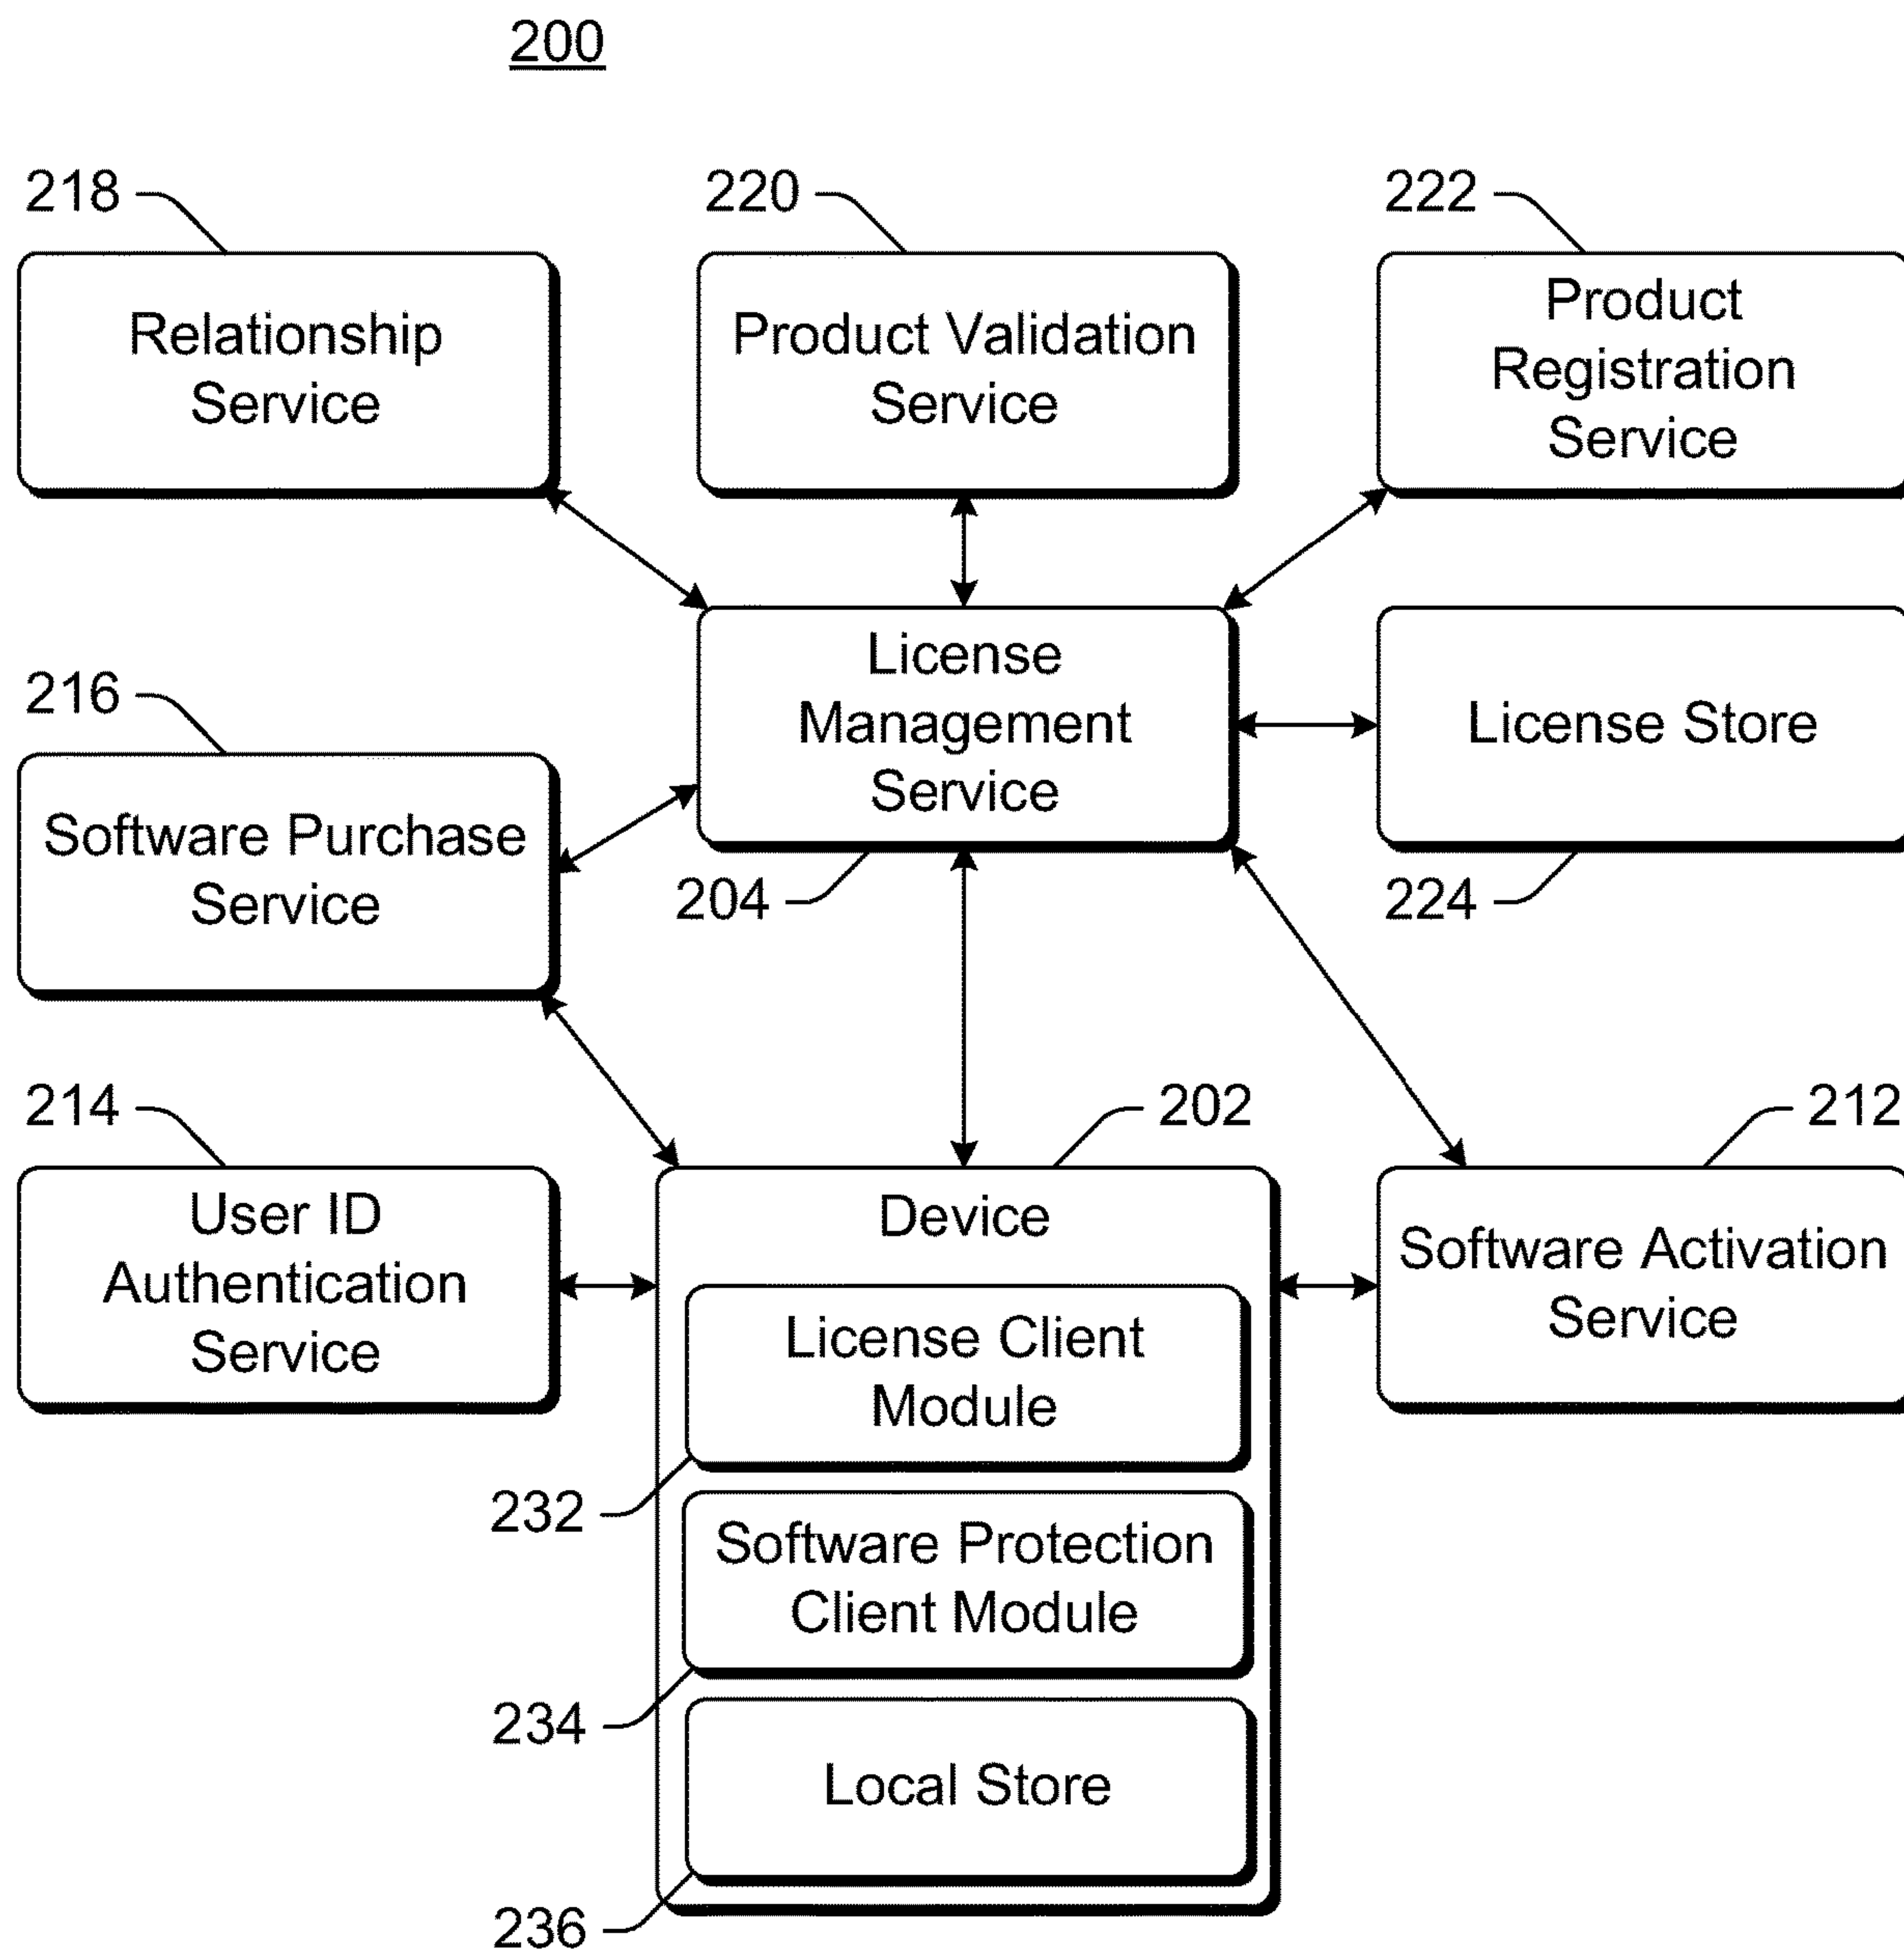 200
218
220
222
Relationship
Service
Product Validation
Service
Product
Registration
Service
216
License
Management
Service
License Store
Software Purchase
Service
204
224
214
202
212
User ID
Authentication
Service
Device
Software Activation
Service
License Client
Module
232
Software Protection
Client Module
234
Local Store
236